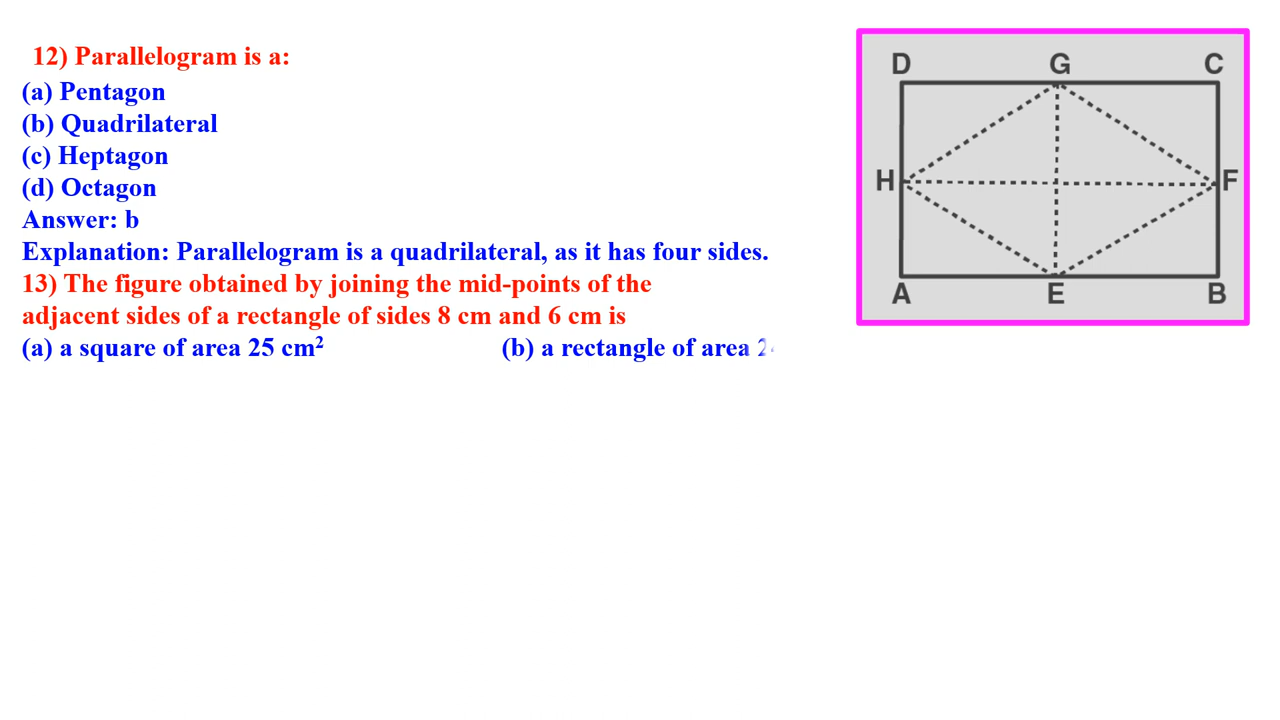 12) Parallelogram is a:
(a) Pentagon
(b) Quadrilateral
(c) Heptagon
(d) Octagon
Answer: b
Explanation: Parallelogram is a quadrilateral, as it has four sides.
13) The figure obtained by joining the mid-points of the
adjacent sides of a rectangle of sides 8 cm and 6 cm is
(a) a square of area 25 cm² (b) a rectangle of area
D G C
H F
A E B